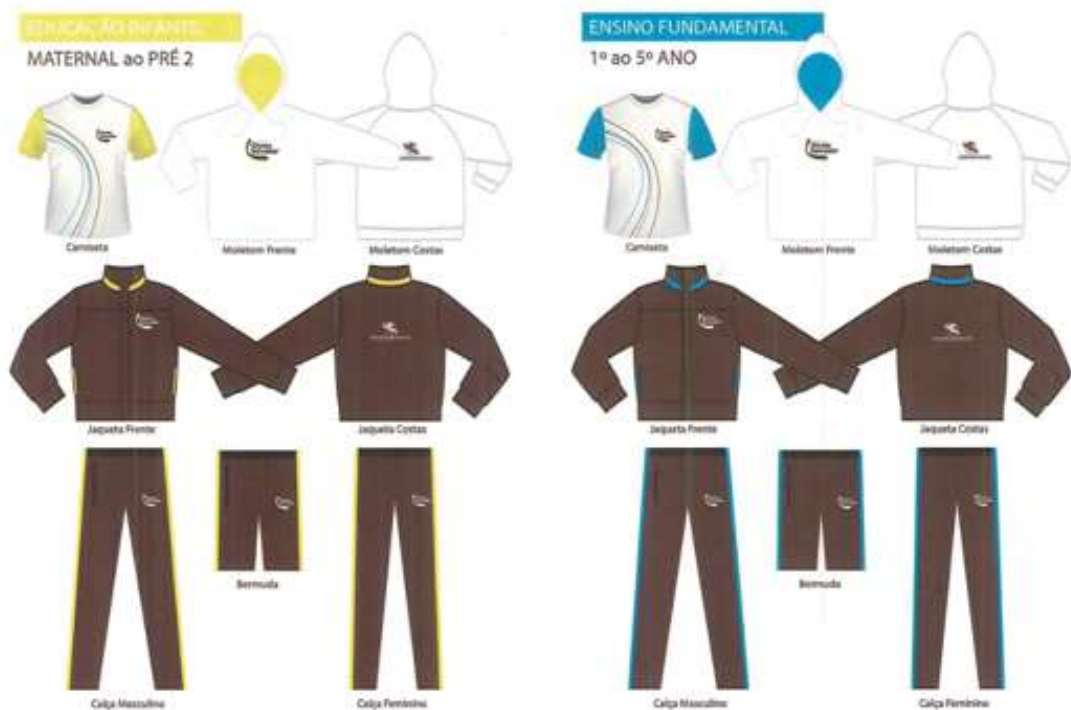 EDUCAÇÃO INFANTIL
MATERNAL ao PRÉ 2
Camiseta
Moletom Frente
Moletom Costas
Jaqueta Frente
Jaqueta Costas
Bermuda
Calça Masculina
Calça Feminino
ENSINO FUNDAMENTAL
1º ao 5º ANO
Camiseta
Moletom Frente
Moletom Costas
Jaqueta Frente
Jaqueta Costas
Bermuda
Calça Masculina
Calça Feminino